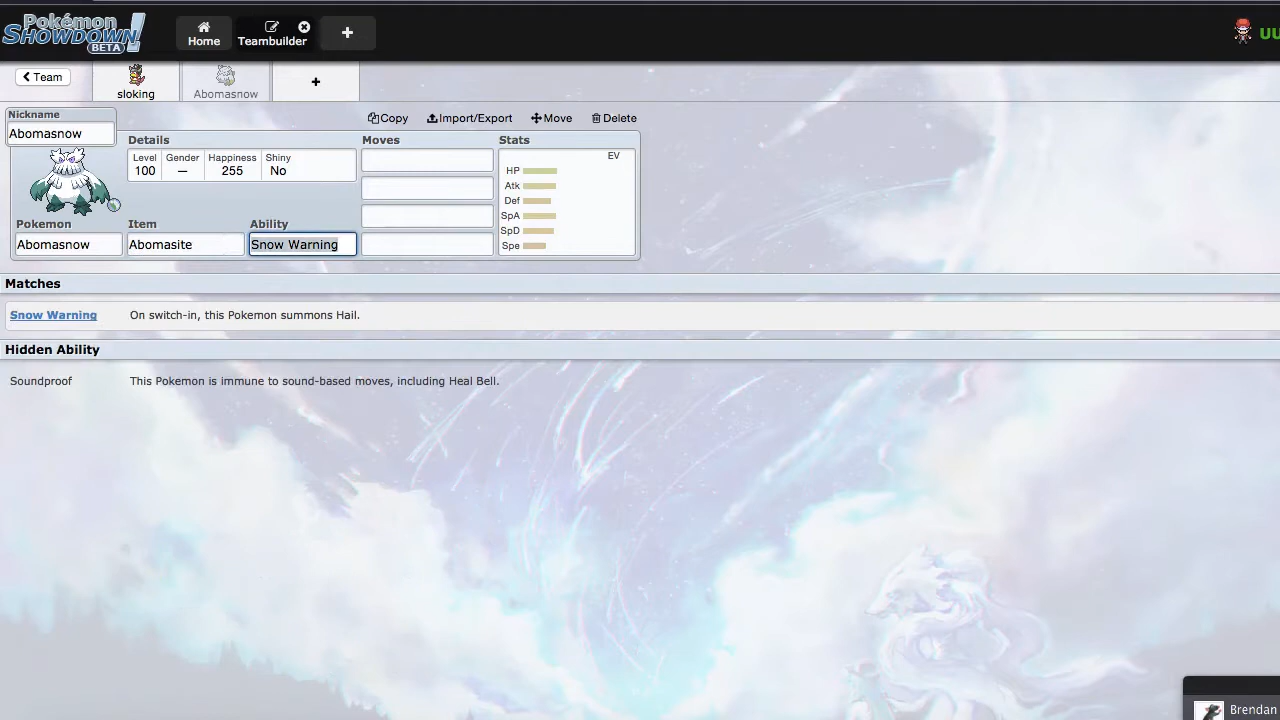 Pokémon
SHOWDOWN!
BETA
Home
Teambuilder
+
UU
Team
sloking
Abomasnow
+
Nickname
Abomasnow
Copy
Import/Export
Move
Delete
Details
Moves
Stats
Level
Gender
Happiness
Shiny
100
—
255
No
EV
HP
Atk
Def
SpA
SpD
Spe
Pokemon
Item
Ability
Abomasnow
Abomasite
Snow Warning
Matches
Snow Warning
On switch-in, this Pokemon summons Hail.
Hidden Ability
Soundproof
This Pokemon is immune to sound-based moves, including Heal Bell.
Brendan